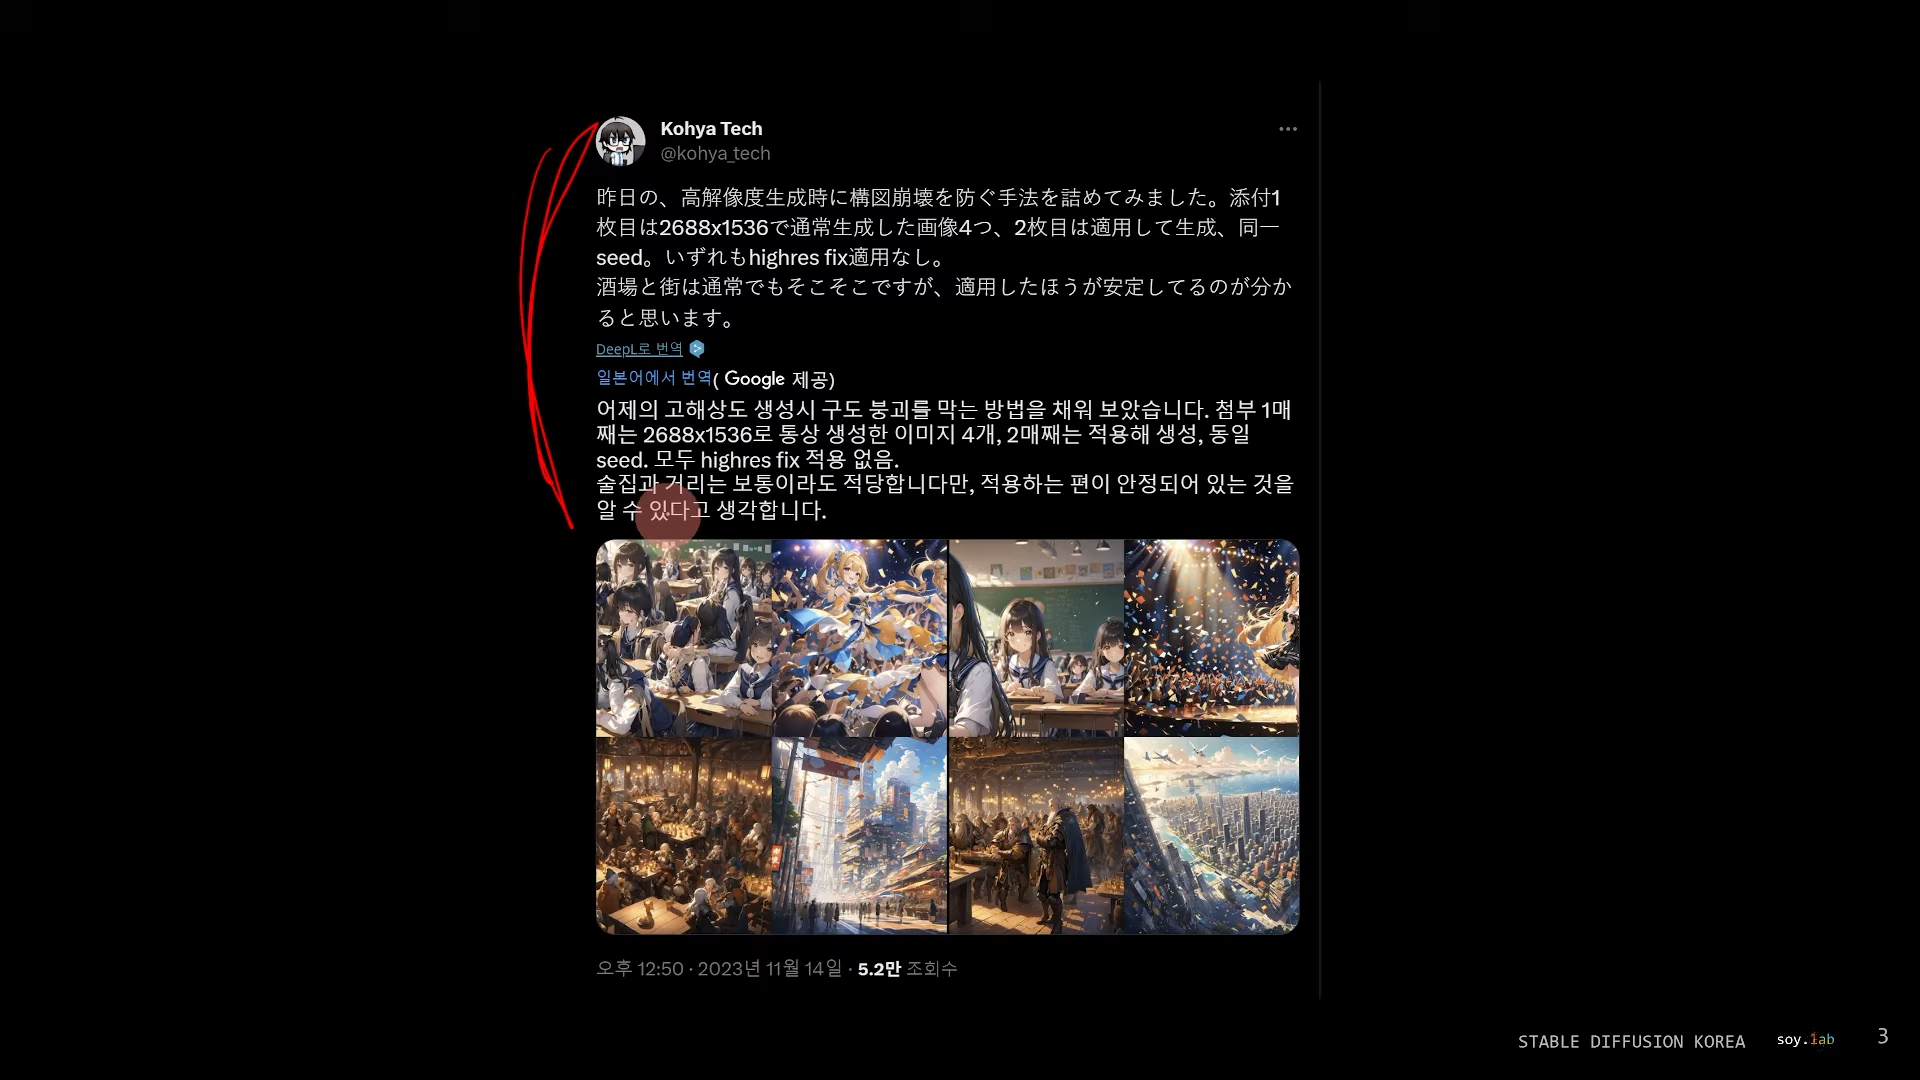 Kohya Tech
@kohya_tech
昨日の、高解像度生成時に構図崩壊を防ぐ手法を詰めてみました。添付1
枚目は2688x1536で通常生成した画像4つ、2枚目は適用して生成、同一
seed。いずれもhighres fix適用なし。
酒場と街は通常でもそこそこですが、適用したほうが安定してるのが分か
ると思います。
DeepL로 번역
일본어에서 번역( Google 제공)
어제의 고해상도 생성시 구도 붕괴를 막는 방법을 채워 보았습니다. 첨부 1매
째는 2688x1536로 통상 생성한 이미지 4개, 2매째는 적용해 생성, 동일
seed. 모두 highres fix 적용 없음.
술집과 거리는 보통이라도 적당합니다만, 적용하는 편이 안정되어 있는 것을
알 수 있다고 생각합니다.
오후 12:50 · 2023년 11월 14일 · 5.2만 조회수
STABLE DIFFUSION KOREA soy.lab 3